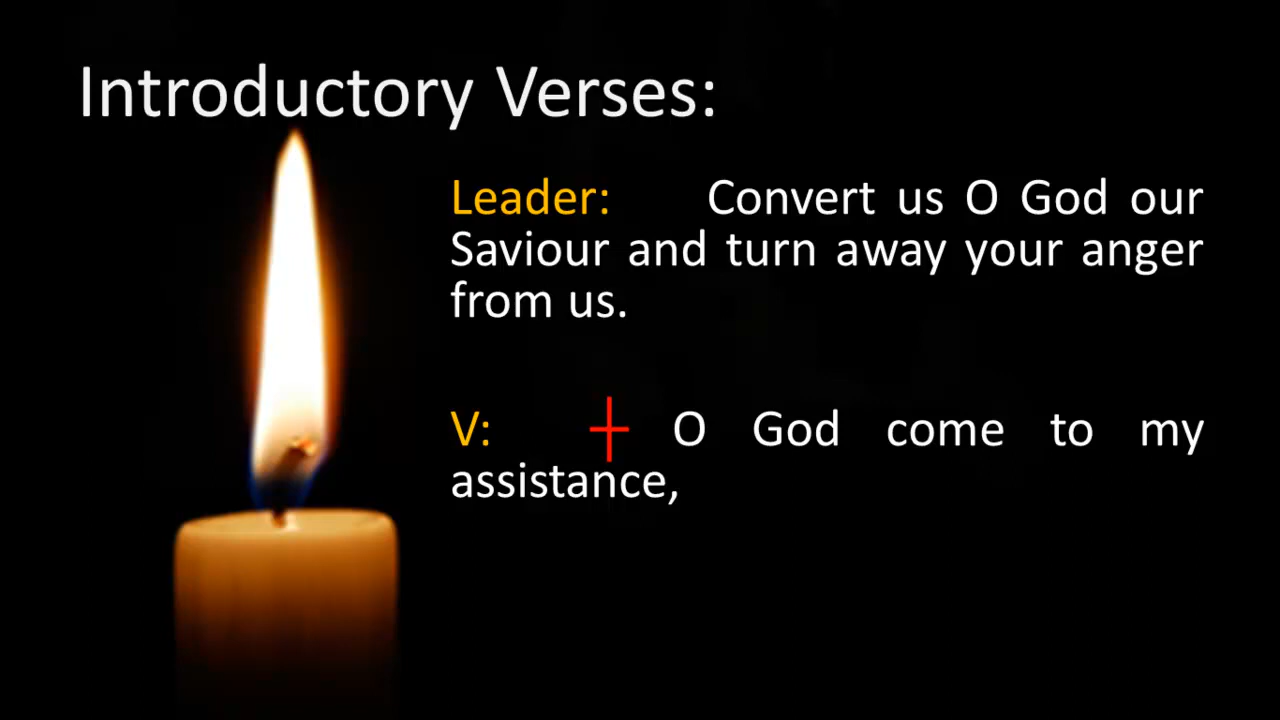 Introductory Verses:
Leader: Convert us O God our
Saviour and turn away your anger
from us.
V: O God come to my
assistance,